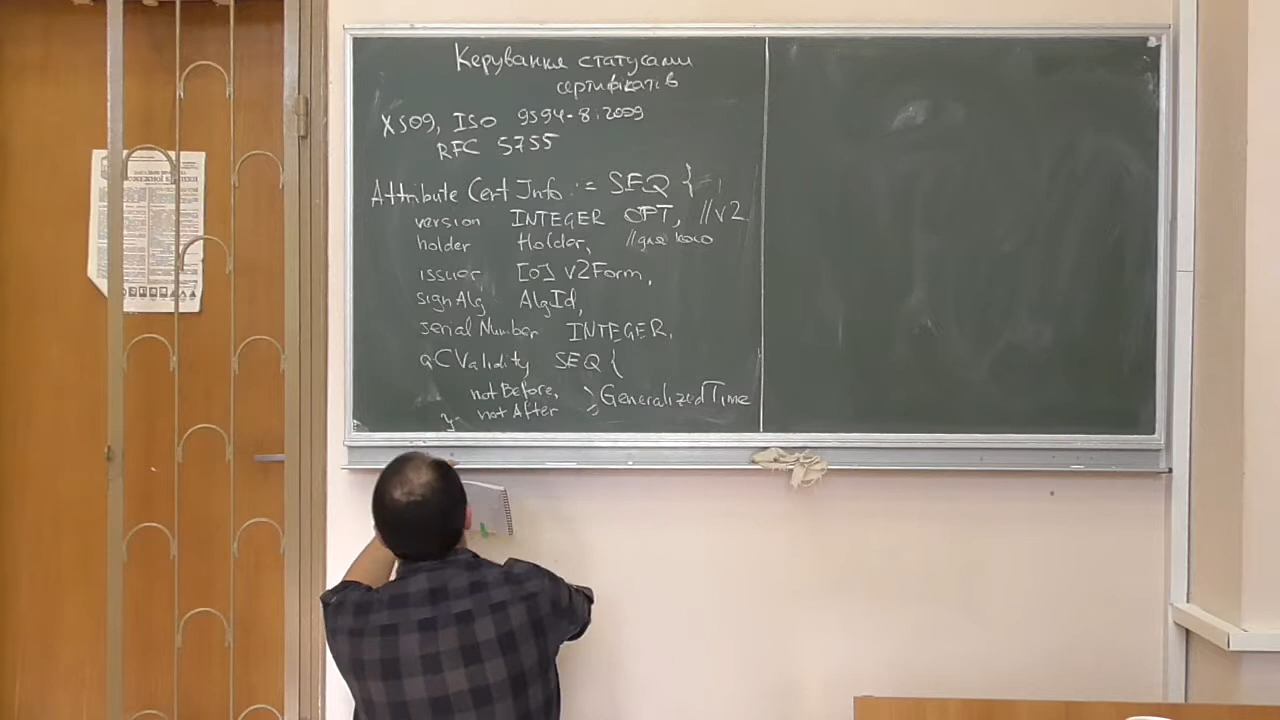 Керування статусами
сертифікатів
X509, ISO 9594-8:2009
RFC 5755
Attribute Cert Info ::= SEQ {
version INTEGER OPT, //v2
holder Holder, //для кого
issuer [0] v2Form,
signAlg AlgId,
serial Number INTEGER,
aCValidity SEQ {
notBefore,
notAfter } GeneralizedTime
}